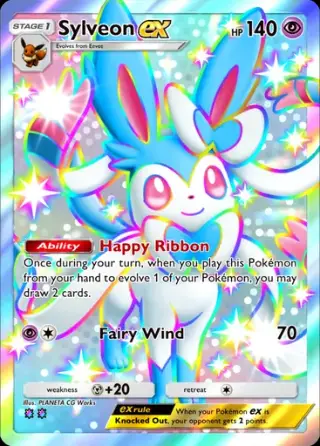 STAGE 1 Sylveon ex HP 140
Evolves from Eevee
Ability Happy Ribbon
Once during your turn, when you play this Pokémon
from your hand to evolve 1 of your Pokémon, you may
draw 2 cards.
Fairy Wind 70
weakness +20 retreat
Illus. PLANETA CG Works
ex rule When your Pokémon ex is
Knocked Out, your opponent gets 2 points.